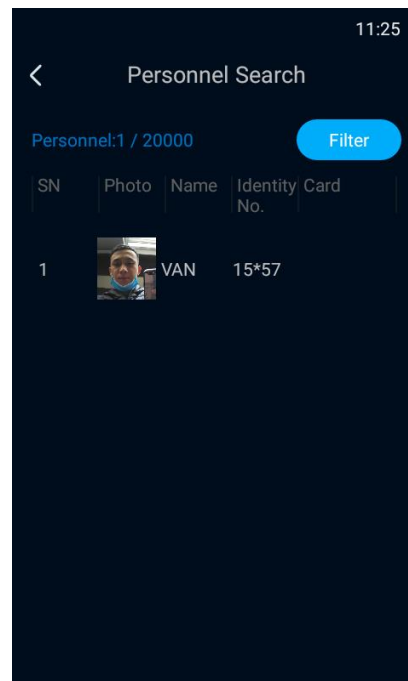 11:25
Personnel Search
Personnel:1 / 20000
Filter
SN Photo Name Identity No. Card
1 VAN 15*57